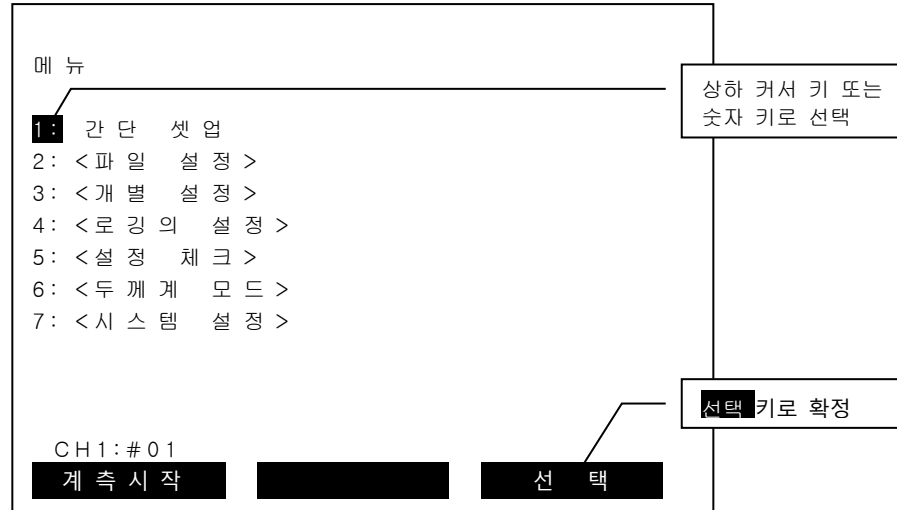 메 뉴
상하 커서 키 또는
숫자 키로 선택
1: 간 단 셋 업
2: <파 일 설 정 >
3: <개 별 설 정 >
4: <로 깅 의 설 정 >
5: <설 정 체 크 >
6: <두 께 계 모 드 >
7: <시 스 템 설 정 >
선택 키로 확정
CH1:#01
계 측 시 작 선 택